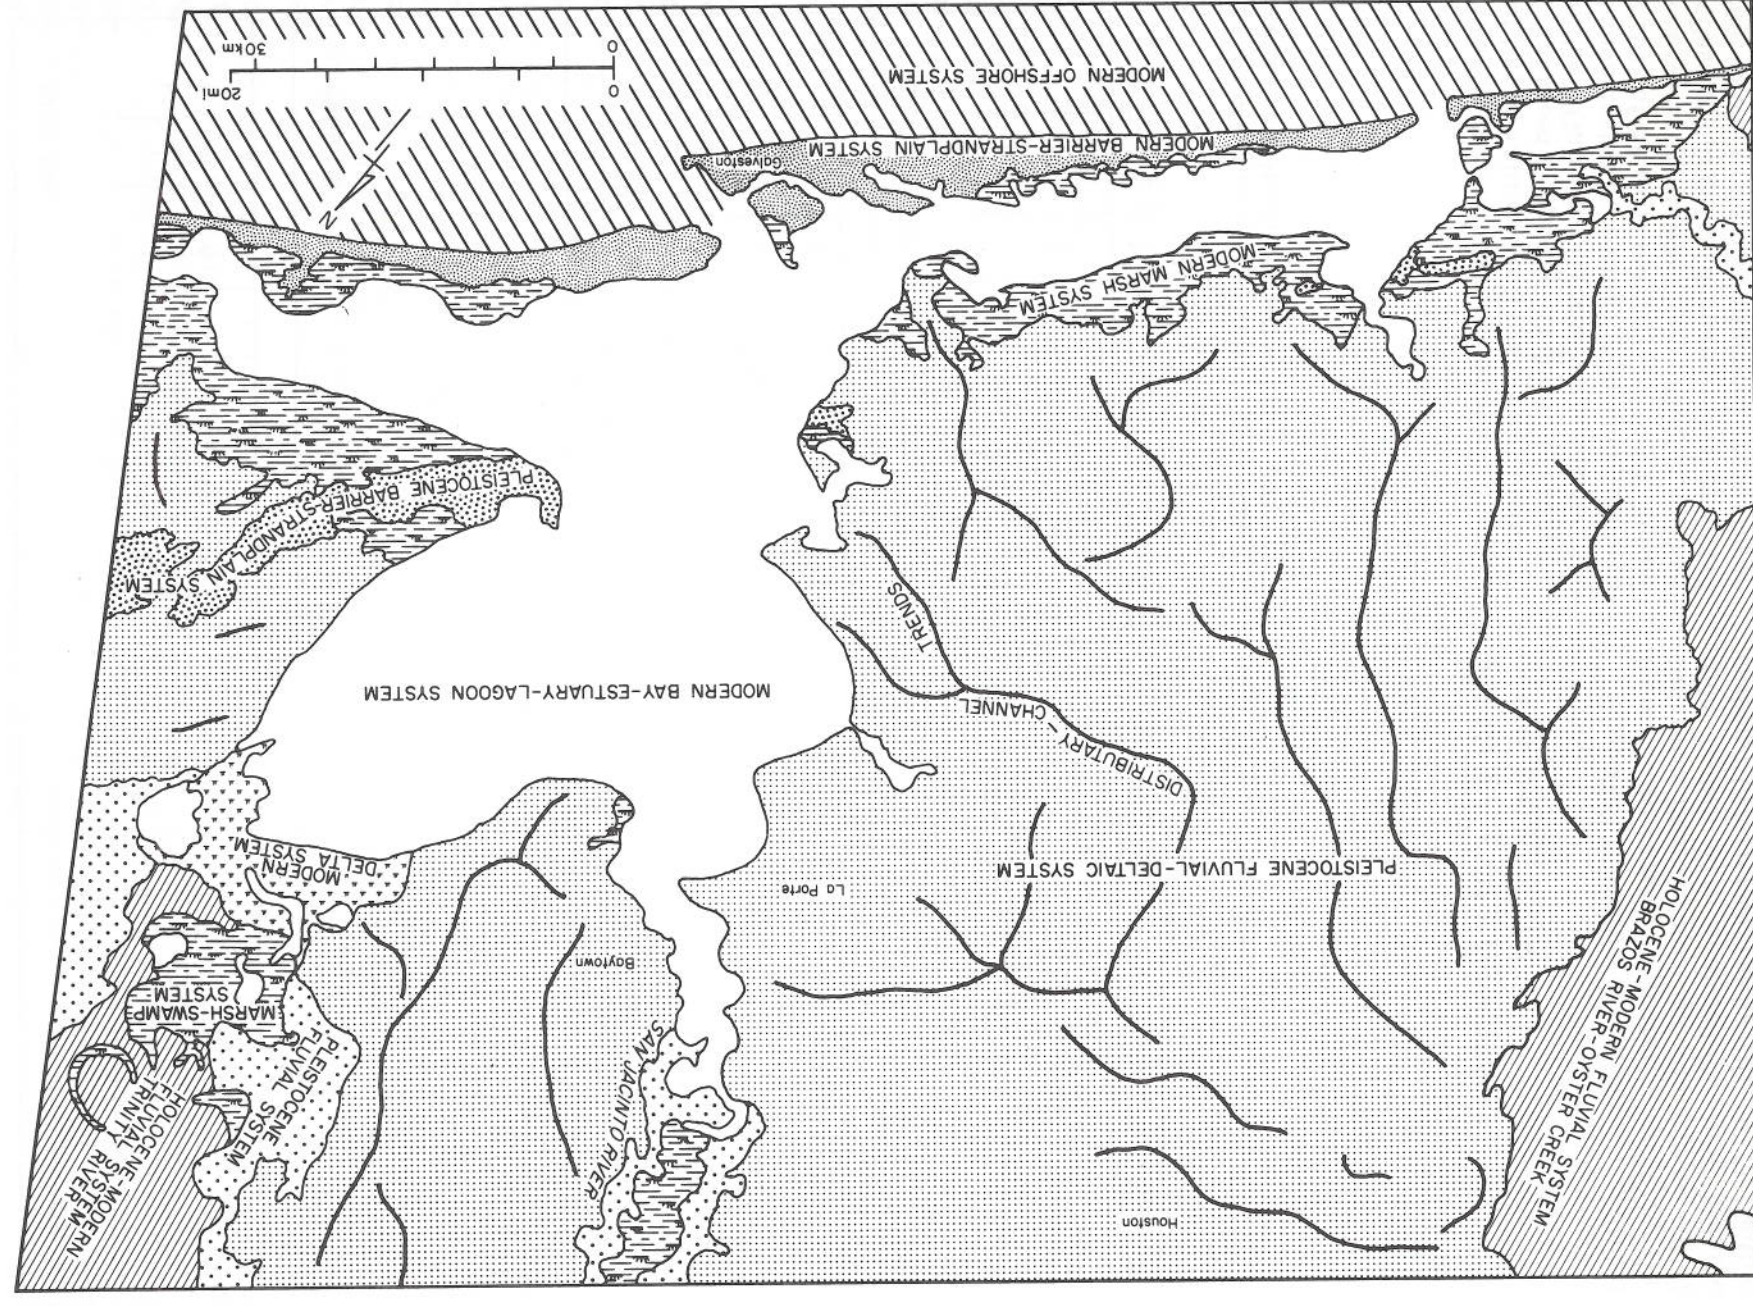 HOLOCENE-MODERN FLUVIAL SYSTEM
BRAZOS RIVER-OYSTER CREEK
Houston
SAN JACINTO RIVER
HOLOCENE-MODERN
FLUVIAL SYSTEM
TRINITY RIVER
PLEISTOCENE
FLUVIAL SYSTEM
MARSH-SWAMP
SYSTEM
Baytown
La Porte
PLEISTOCENE FLUVIAL-DELTAIC SYSTEM
MODERN
DELTA SYSTEM
DISTRIBUTARY-
CHANNEL
TRENDS
MODERN BAY-ESTUARY-LAGOON SYSTEM
PLEISTOCENE BARRIER-STRANDPLAIN SYSTEM
MODERN MARSH SYSTEM
N
Galveston
MODERN BARRIER-STRANDPLAIN SYSTEM
MODERN OFFSHORE SYSTEM
0 20mi
0 30km